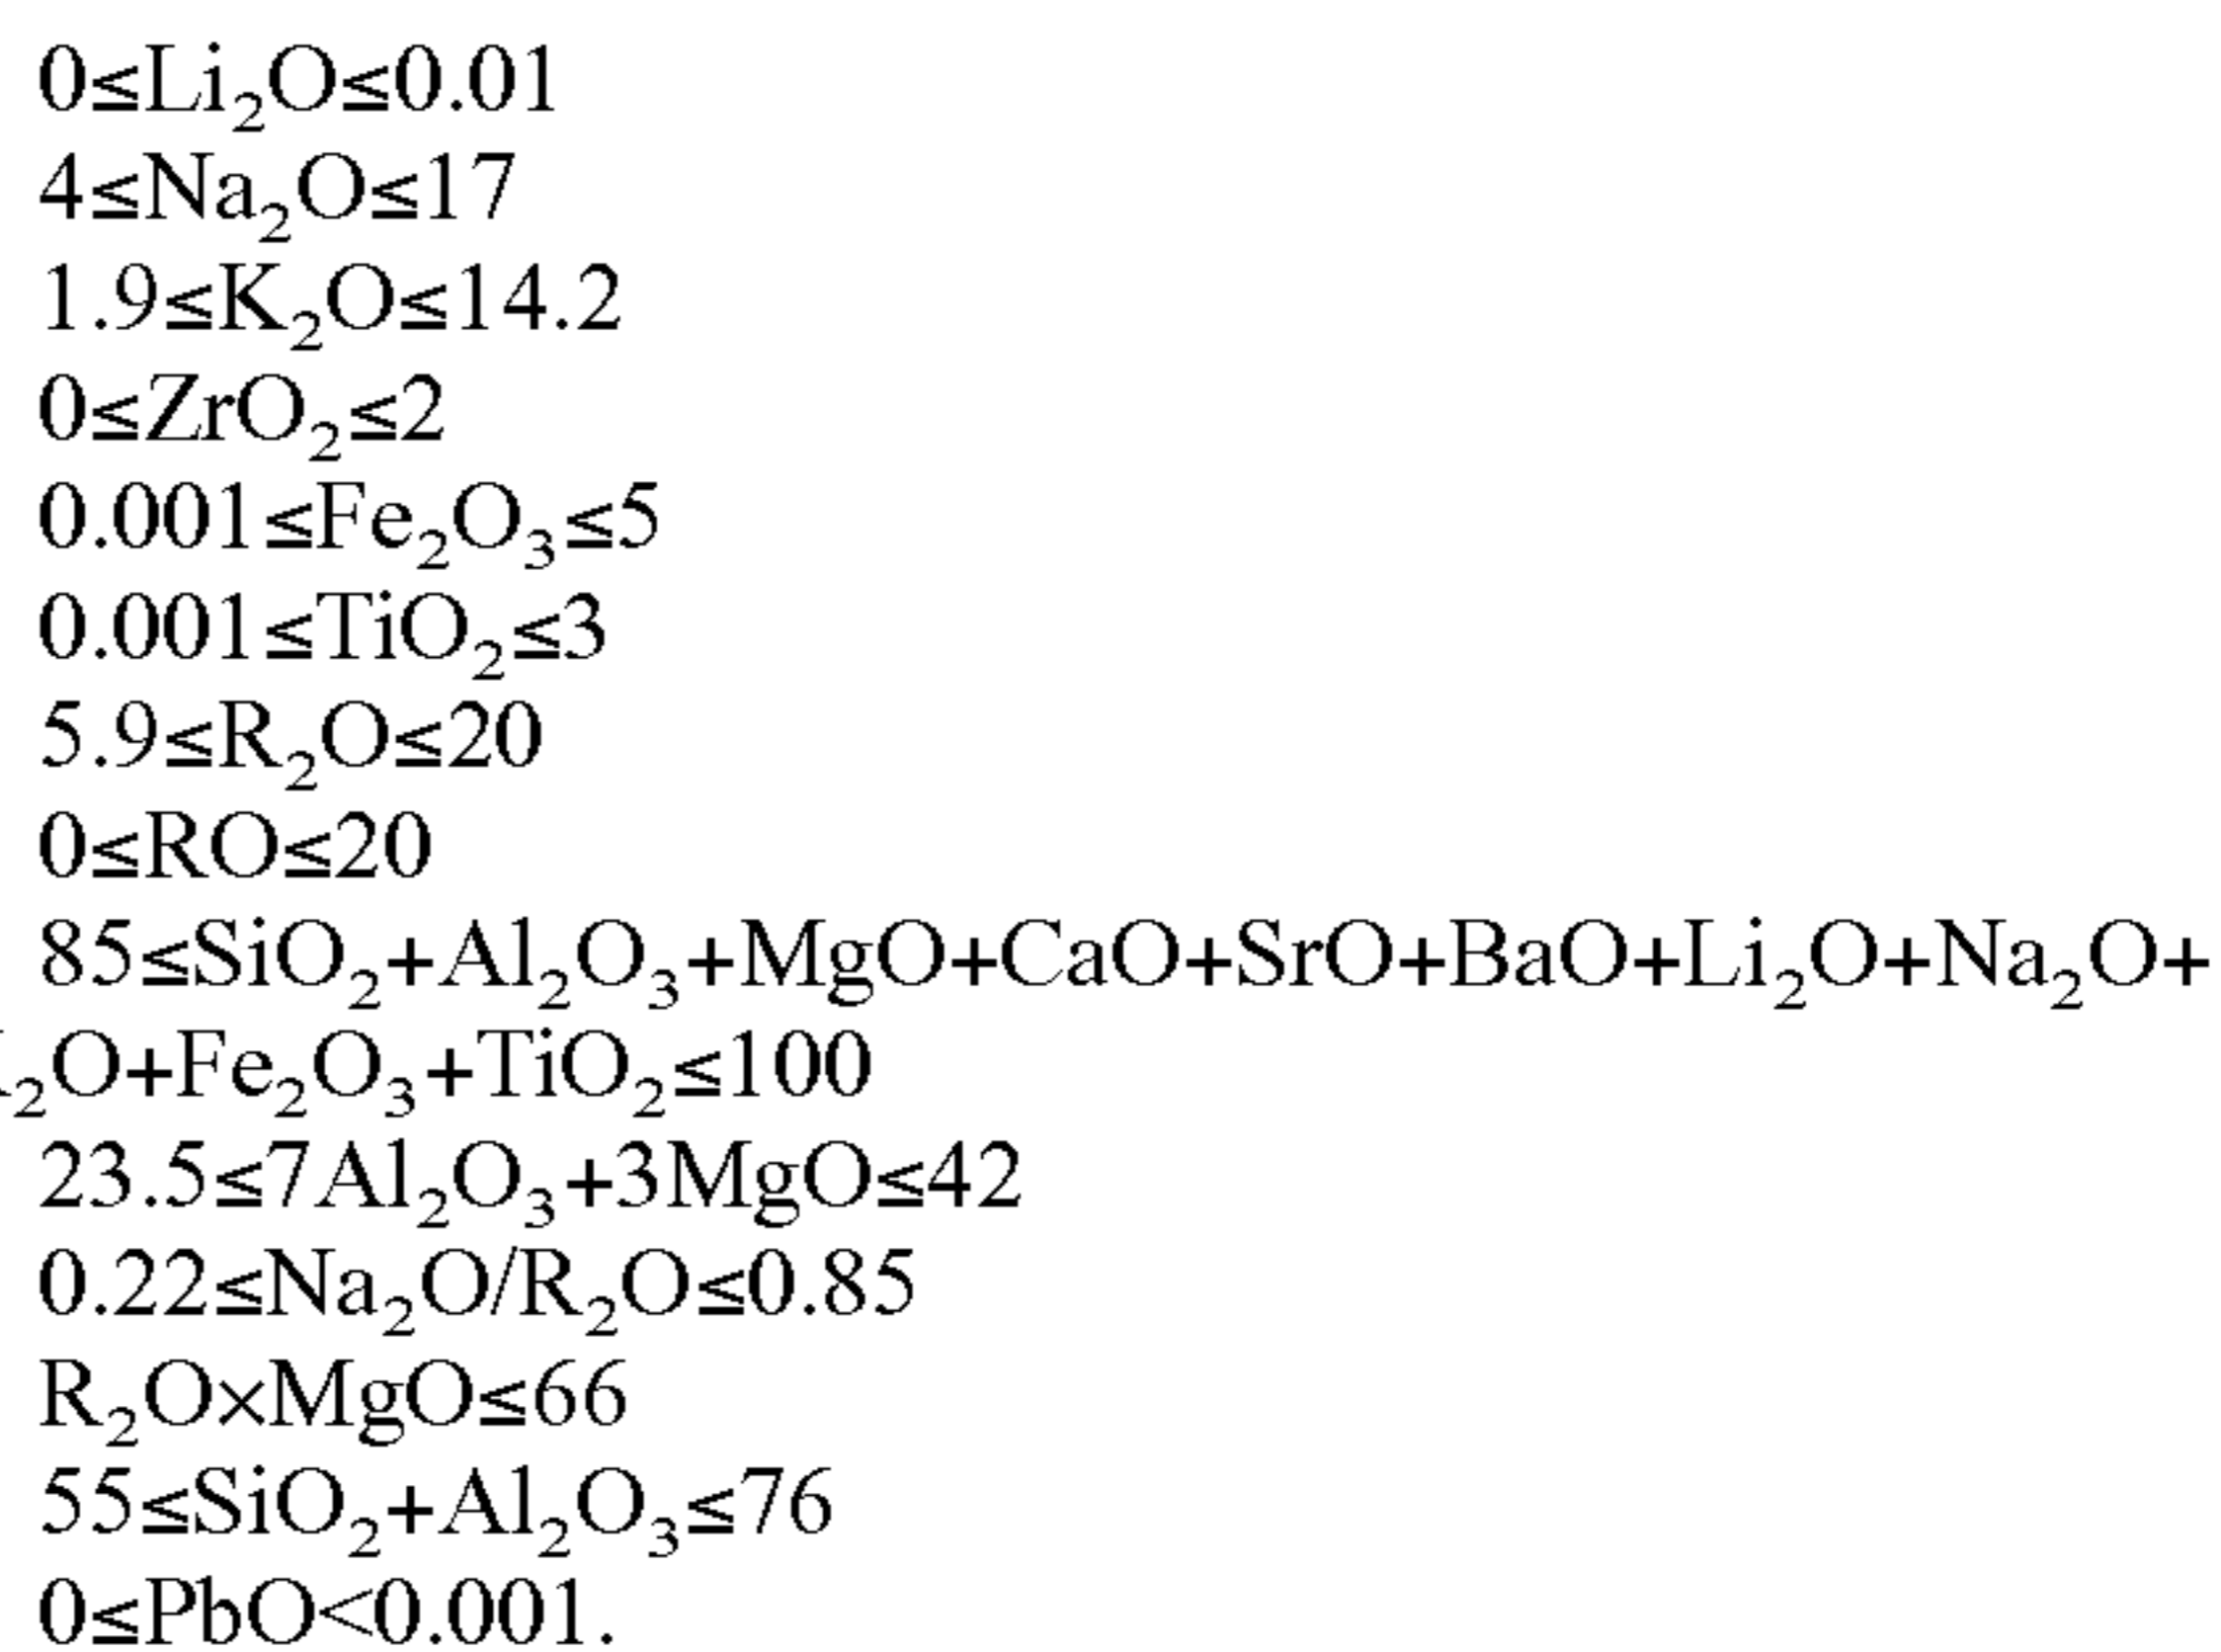 0≤Li₂O≤0.01
4≤Na₂O≤17
1.9≤K₂O≤14.2
0≤ZrO₂≤2
0.001≤Fe₂O₃≤5
0.001≤TiO₂≤3
5.9≤R₂O≤20
0≤RO≤20
85≤SiO₂+Al₂O₃+MgO+CaO+SrO+BaO+Li₂O+Na₂O+
₂O+Fe₂O₃+TiO₂≤100
23.5≤7Al₂O₃+3MgO≤42
0.22≤Na₂O/R₂O≤0.85
R₂O×MgO≤66
55≤SiO₂+Al₂O₃≤76
0≤PbO<0.001.